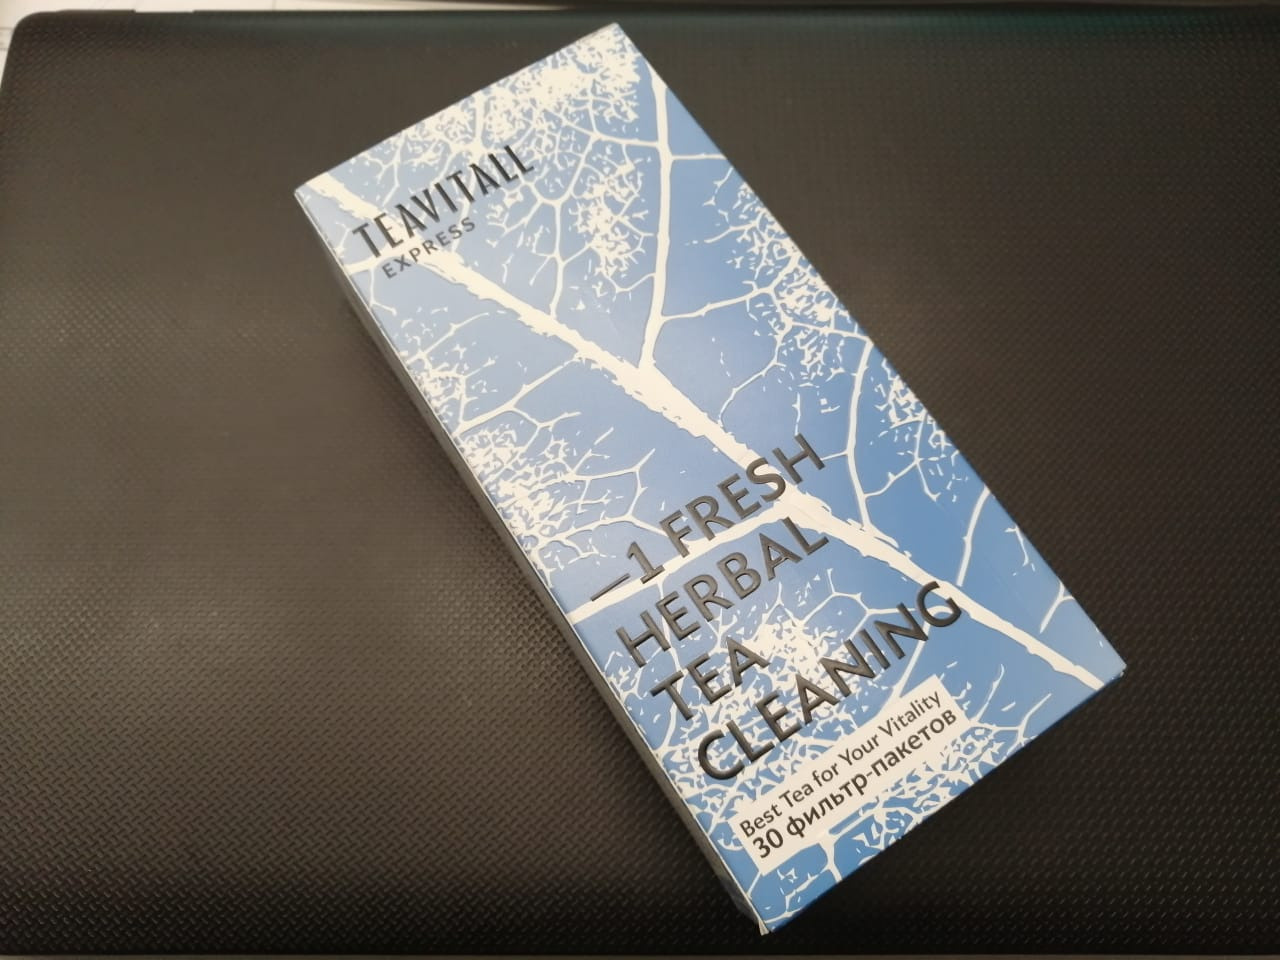 TEAVITALL
EXPRESS
—1 FRESH
HERBAL
TEA
CLEANING
Best Tea for Your Vitality
30 фильтр-пакетов